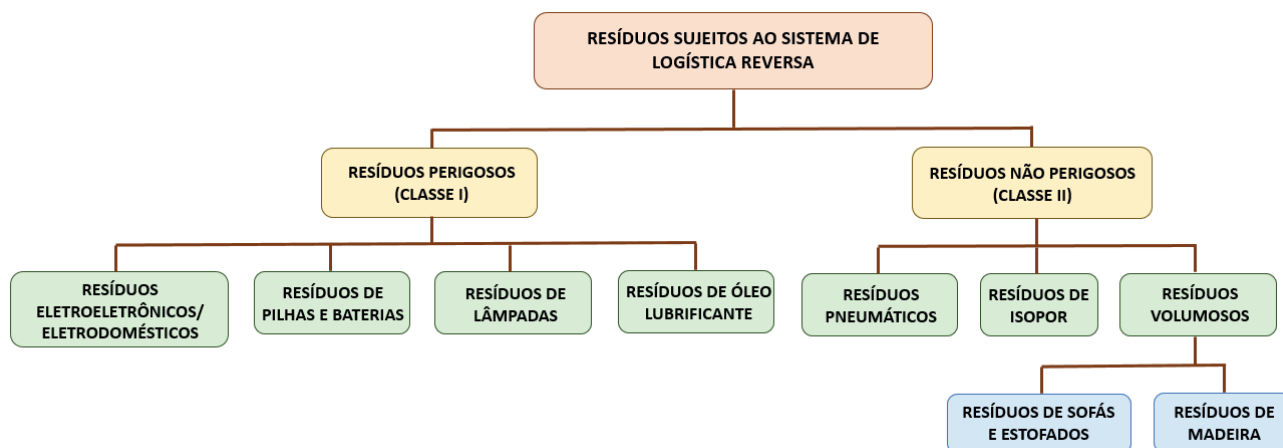 RESÍDUOS SUJEITOS AO SISTEMA DE
LOGÍSTICA REVERSA
RESÍDUOS PERIGOSOS
(CLASSE I)
RESÍDUOS NÃO PERIGOSOS
(CLASSE II)
RESÍDUOS
ELETROELETRÔNICOS/
ELETRODOMÉSTICOS
RESÍDUOS DE
PILHAS E BATERIAS
RESÍDUOS DE
LÂMPADAS
RESÍDUOS DE ÓLEO
LUBRIFICANTE
RESÍDUOS
PNEUMÁTICOS
RESÍDUOS DE
ISOPOR
RESÍDUOS
VOLUMOSOS
RESÍDUOS DE SOFÁS
E ESTOFADOS
RESÍDUOS DE
MADEIRA